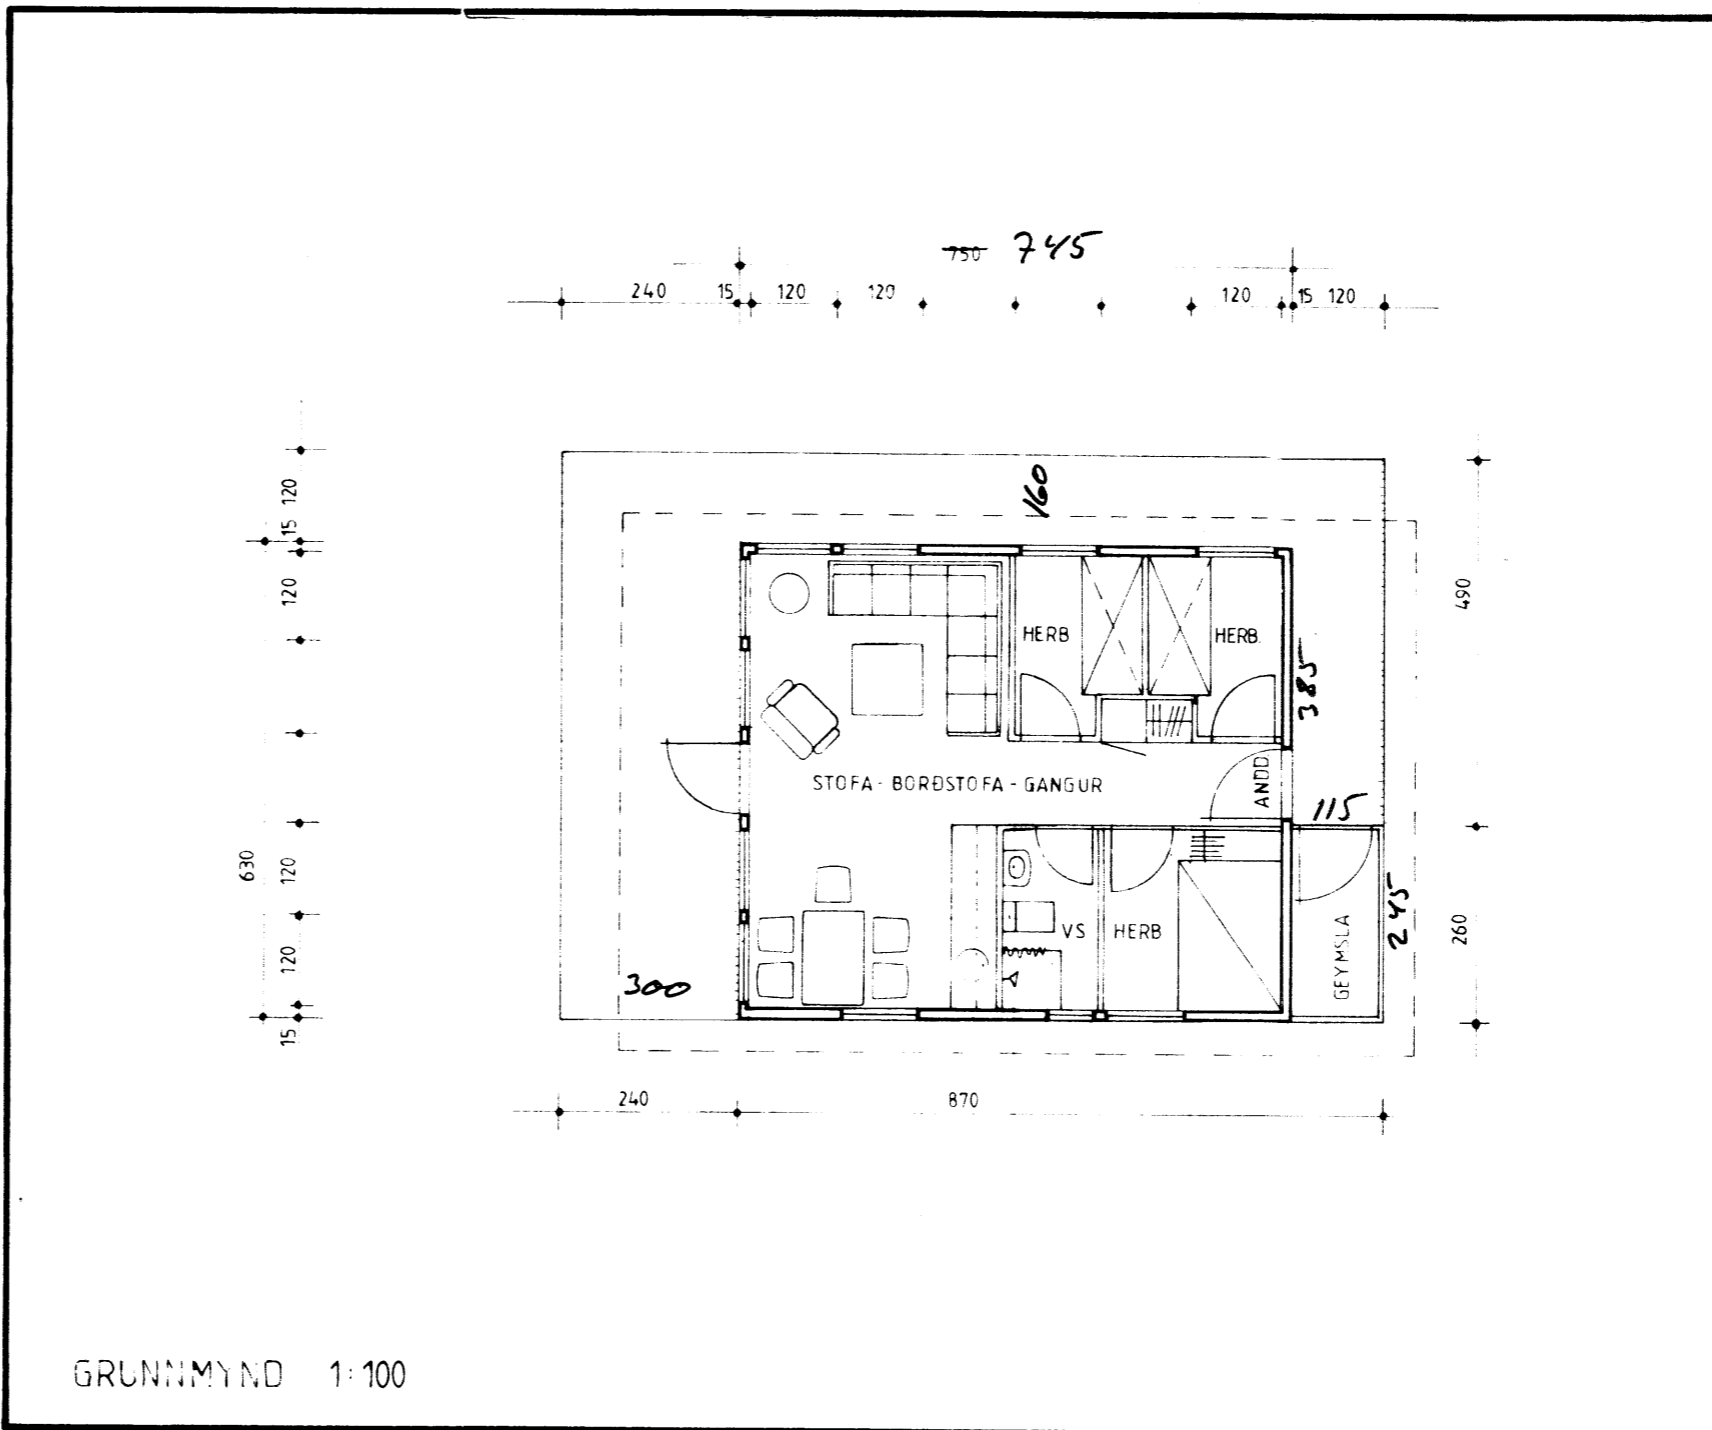 750 745
240 15 120 120 120 15 120
120
15
120
630
120
120
15
160
490
HERB
HERB.
385
STOFA - BORÐSTOFA - GANGUR
ANDD
115
VS
HERB
GEYMSLA
245
260
300
240
870
GRUNNMYND 1:100